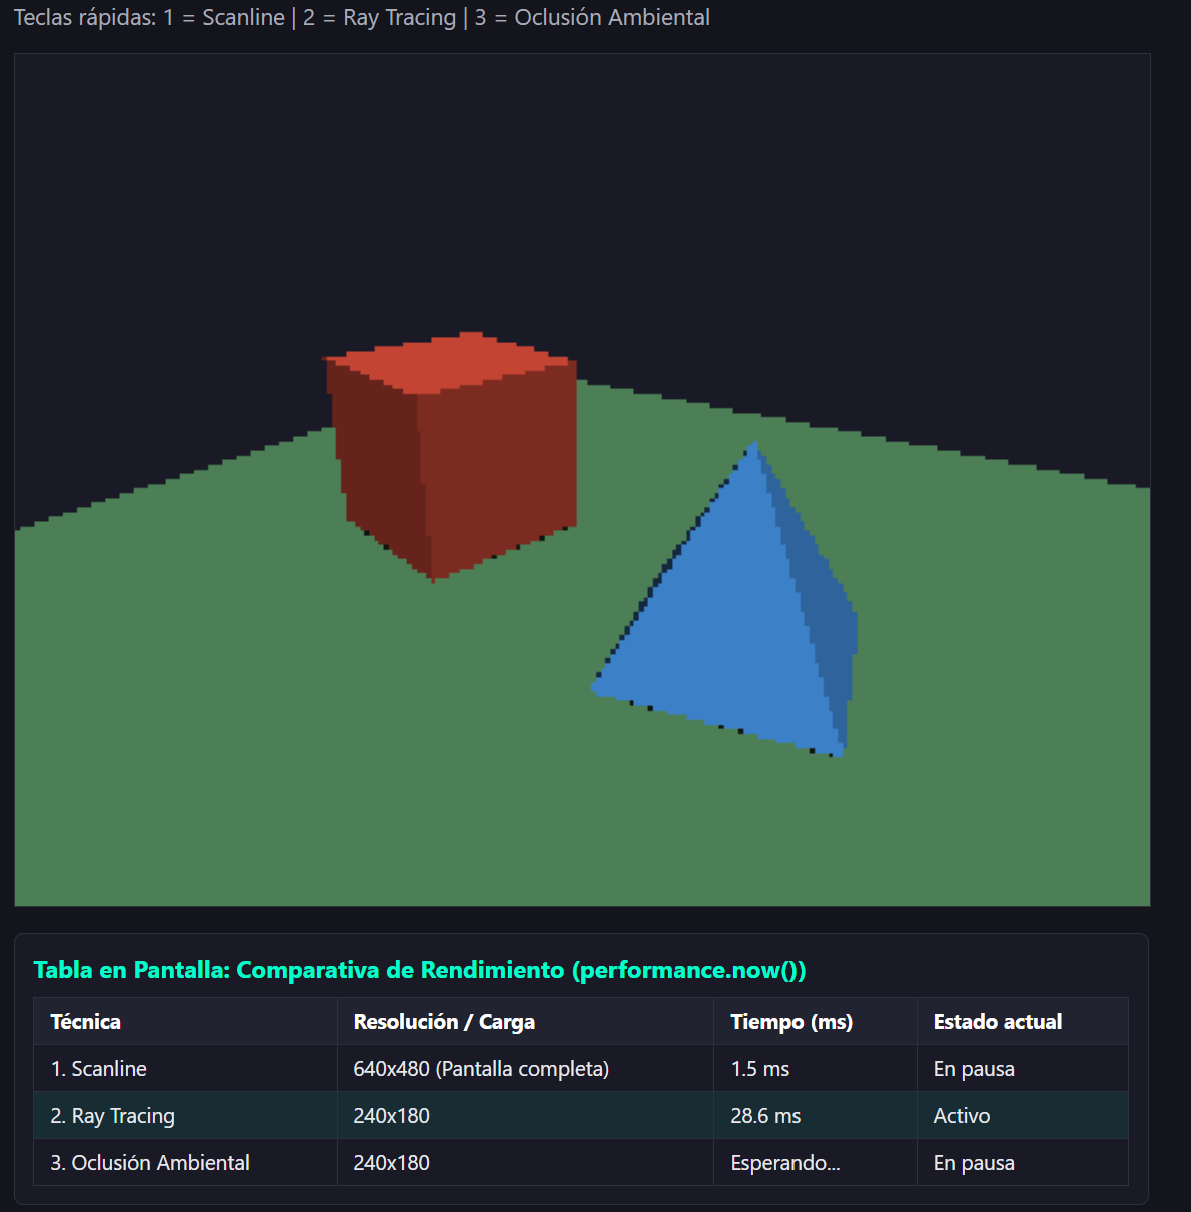 Teclas rápidas: 1 = Scanline | 2 = Ray Tracing | 3 = Oclusión Ambiental
Tabla en Pantalla: Comparativa de Rendimiento (performance.now())
Técnica Resolución / Carga Tiempo (ms) Estado actual
1. Scanline 640x480 (Pantalla completa) 1.5 ms En pausa
2. Ray Tracing 240x180 28.6 ms Activo
3. Oclusión Ambiental 240x180 Esperando... En pausa